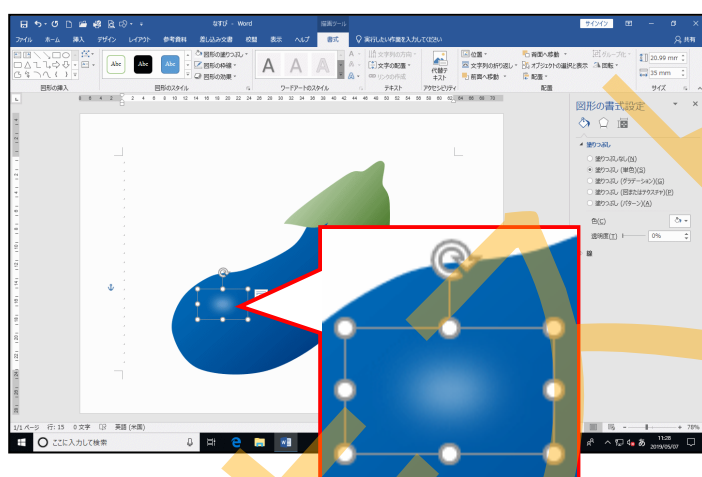 なすび - Word
描画ツール
サインイン
ファイル ホーム 挿入 デザイン レイアウト 参考資料 差し込み文書 校閲 表示 ヘルプ 書式 実行したい作業を入力してください 共有
Abc Abc Abc
図形の塗りつぶし
図形の枠線
図形の効果
A A A
文字列の方向
文字の配置
リンクの作成
代替テキスト
位置
文字列の折り返し
前面へ移動
背面へ移動
オブジェクトの選択と表示
配置
グループ化
回転
20.99 mm
35 mm
図形の挿入 図形のスタイル ワードアートのスタイル テキスト アクセシビリティ 配置 サイズ
図形の書式設定
塗りつぶし
塗りつぶしなし(N)
塗りつぶし (単色)(S)
塗りつぶし (グラデーション)(G)
塗りつぶし (図またはテクスチャ)(P)
塗りつぶし (パターン)(A)
色(C)
透明度(T) 0%
線
1/1 ページ 行: 15 0 文字 英語 (米国) 78%
ここに入力して検索
あ 11:28
2019/05/07